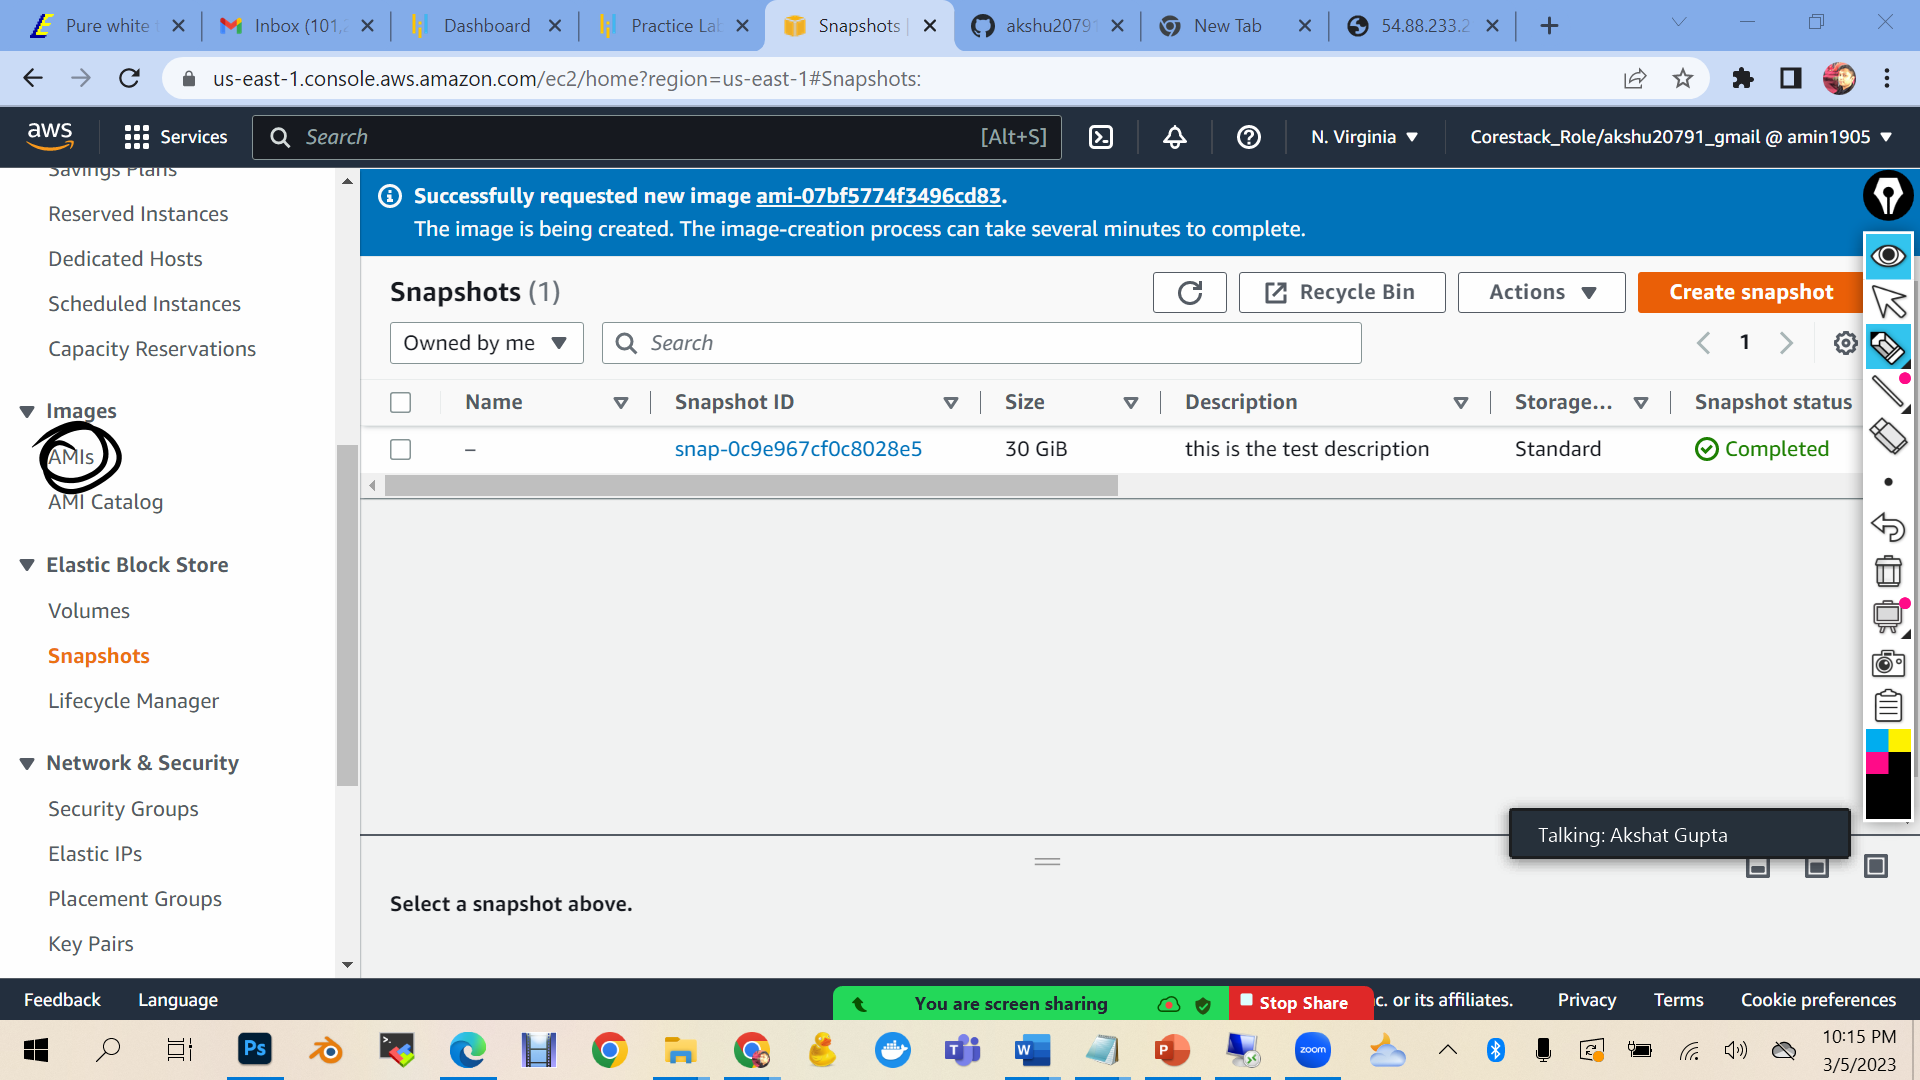 Pure white
Inbox (101,
Dashboard
Practice Lab
Snapshots |
akshu20791
New Tab
54.88.233.2
us-east-1.console.aws.amazon.com/ec2/home?region=us-east-1#Snapshots:
aws
Services
Search
[Alt+S]
N. Virginia
Corestack_Role/akshu20791_gmail @ amin1905
Savings Plans
Reserved Instances
Dedicated Hosts
Scheduled Instances
Capacity Reservations
Images
AMIs
AMI Catalog
Elastic Block Store
Volumes
Snapshots
Lifecycle Manager
Network & Security
Security Groups
Elastic IPs
Placement Groups
Key Pairs
Successfully requested new image ami-07bf5774f3496cd83.
The image is being created. The image-creation process can take several minutes to complete.
Snapshots (1)
Recycle Bin
Actions
Create snapshot
Owned by me
Search
1
Name
Snapshot ID
Size
Description
Storage...
Snapshot status
–
snap-0c9e967cf0c8028e5
30 GiB
this is the test description
Standard
Completed
Talking: Akshat Gupta
Select a snapshot above.
Feedback
Language
You are screen sharing
Stop Share
c. or its affiliates.
Privacy
Terms
Cookie preferences
Ps
W
P
zoom
10:15 PM
3/5/2023